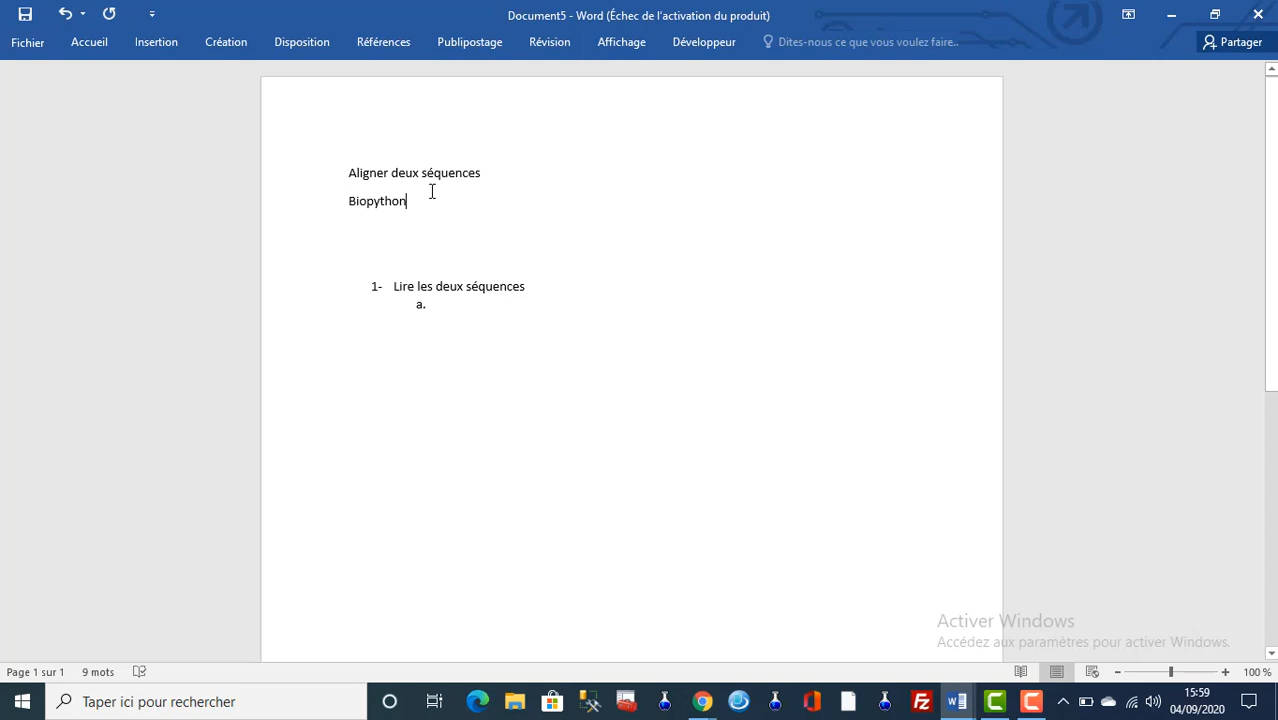 Document5 - Word (Échec de l'activation du produit)
Fichier Accueil Insertion Création Disposition Références Publipostage Révision Affichage Développeur Dites-nous ce que vous voulez faire.. Partager
Aligner deux séquences
Biopython
1- Lire les deux séquences
a.
Activer Windows
Accédez aux paramètres pour activer Windows.
Page 1 sur 1 9 mots 100 %
Taper ici pour rechercher
15:59
04/09/2020